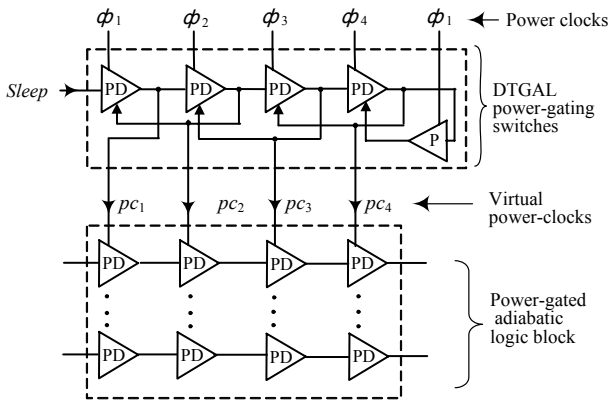 ϕ1 ϕ2 ϕ3 ϕ4 ϕ1 Power clocks
Sleep PD PD PD PD P
DTGAL
power-gating
switches
pc1 pc2 pc3 pc4
Virtual
power-clocks
PD PD PD PD
PD PD PD PD
Power-gated
adiabatic
logic block